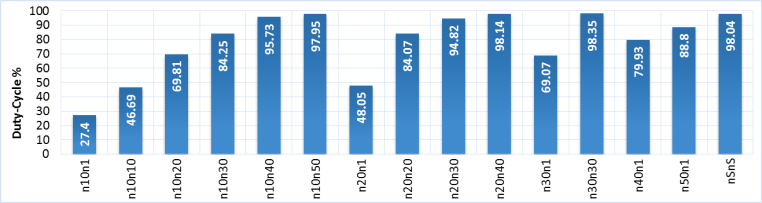 Duty-Cycle %
100
90
80
70
60
50
40
30
20
10
0
27.4
46.69
69.81
84.25
95.73
97.95
48.05
84.07
94.82
98.14
69.07
98.35
79.93
88.8
98.04
n10n1
n10n10
n10n20
n10n30
n10n40
n10n50
n20n1
n20n20
n20n30
n20n40
n30n1
n30n30
n40n1
n50n1
nSnS